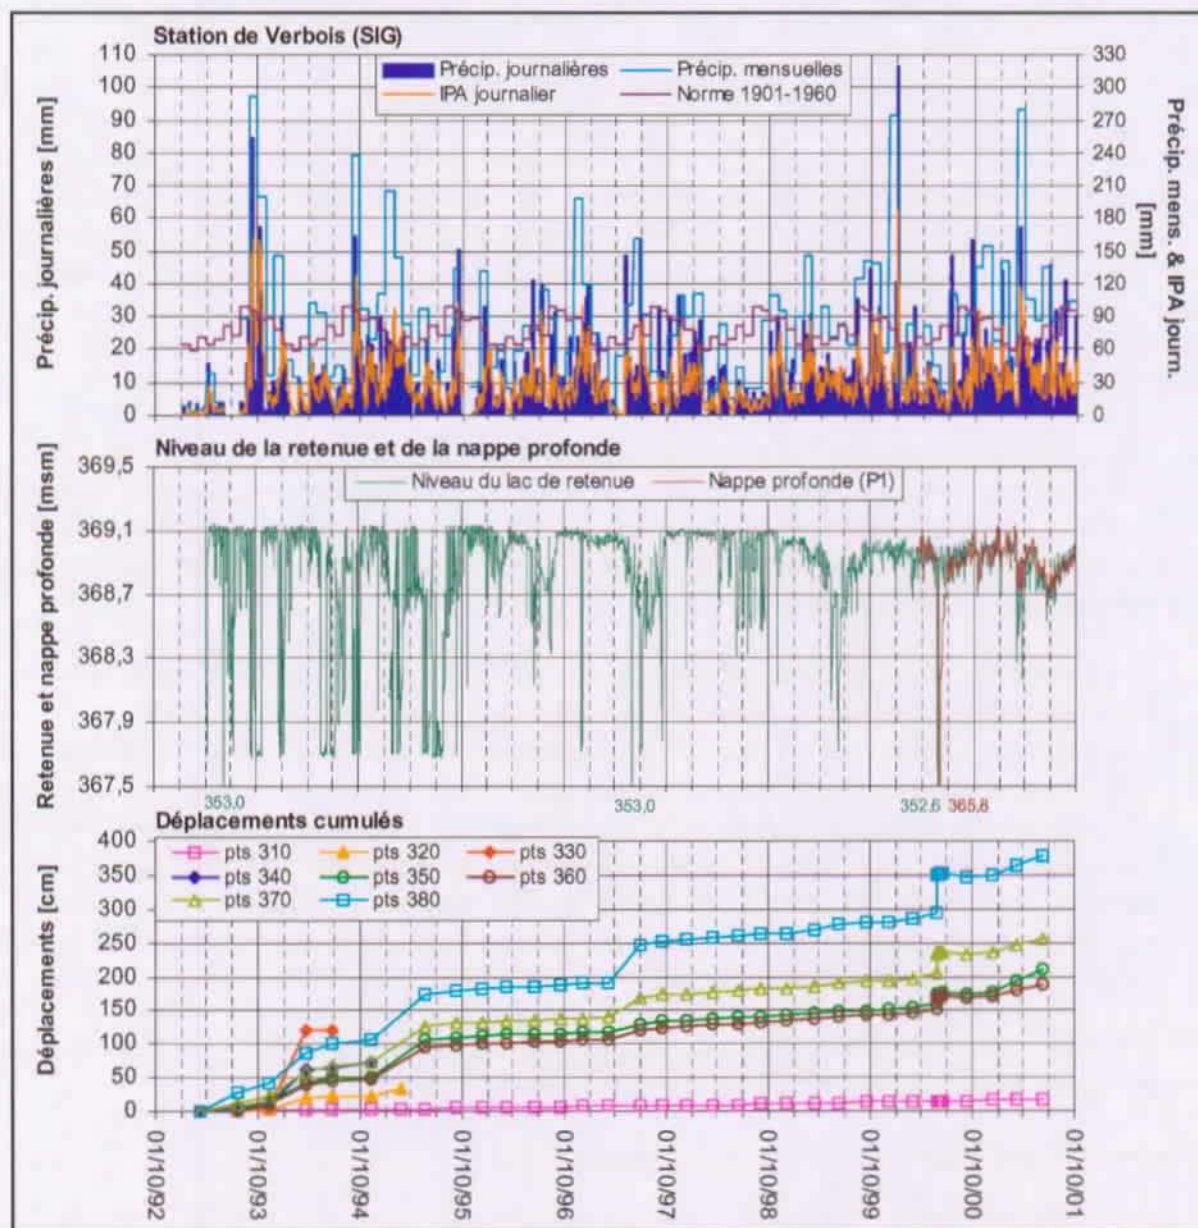 Station de Verbois (SIG)
110
100
90
80
70
60
50
40
30
20
10
0
Précip. journalières [mm]
Précip. journalières
Précip. mensuelles
IPA journalier
Norme 1901-1960
330
300
270
240
210
180
150
120
90
60
30
0
Précip. mens. & IPA journ.
[mm]
Niveau de la retenue et de la nappe profonde
369,5
369,1
368,7
368,3
367,9
367,5
Retenue et nappe profonde [msm]
Niveau du lac de retenue
Nappe profonde (P1)
353,0
353,0
352,6
365,8
Déplacements cumulés
400
350
300
250
200
150
100
50
0
Déplacements [cm]
pts 310
pts 320
pts 330
pts 340
pts 350
pts 360
pts 370
pts 380
01/10/92
01/10/93
01/10/94
01/10/95
01/10/96
01/10/97
01/10/98
01/10/99
01/10/00
01/10/01